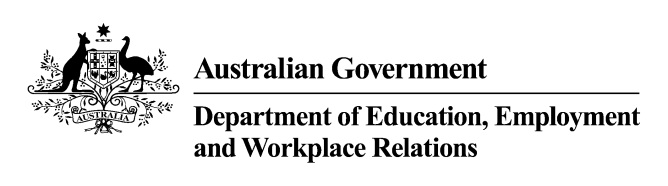 Australian Government
Department of Education, Employment
and Workplace Relations
AUSTRALIA